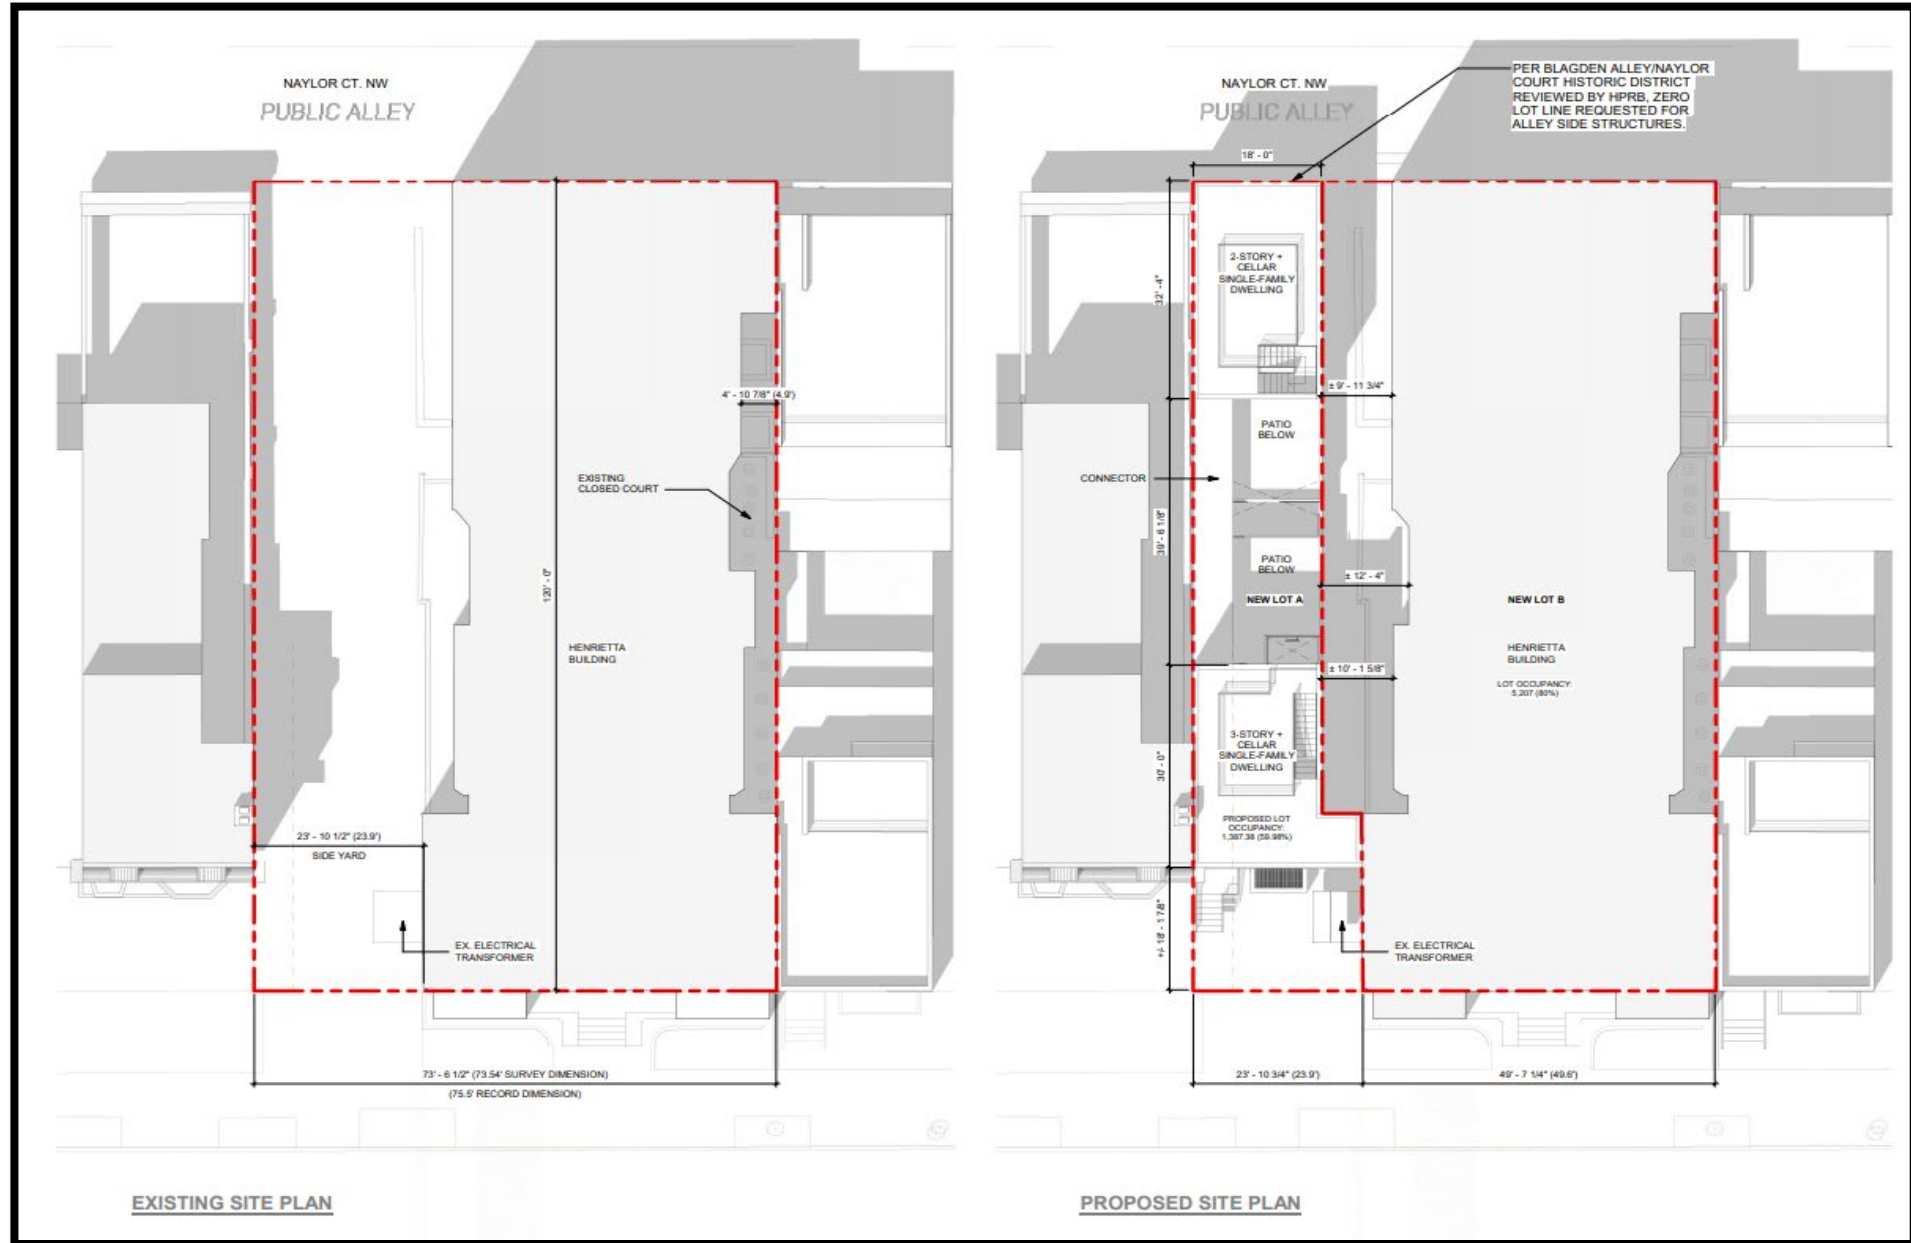 NAYLOR CT. NW
PUBLIC ALLEY
4' - 10 7/8" (4.9')
EXISTING
CLOSED COURT
120' - 0"
HENRIETTA
BUILDING
23' - 10 1/2" (23.9')
SIDE YARD
EX. ELECTRICAL
TRANSFORMER
73' - 6 1/2" (73.54' SURVEY DIMENSION)
(75.5' RECORD DIMENSION)
EXISTING SITE PLAN
NAYLOR CT. NW
PUBLIC ALLEY
PER BLAGDEN ALLEY/NAYLOR
COURT HISTORIC DISTRICT
REVIEWED BY HPRB, ZERO
LOT LINE REQUESTED FOR
ALLEY SIDE STRUCTURES.
18' - 0"
2-STORY +
CELLAR
SINGLE-FAMILY
DWELLING
32' - 4"
± 9' - 11 3/4"
PATIO
BELOW
CONNECTOR
39' - 6 1/8"
PATIO
BELOW
± 12' - 4"
NEW LOT A
NEW LOT B
HENRIETTA
BUILDING
± 10' - 1 5/8"
LOT OCCUPANCY:
5,207 (80%)
3-STORY +
CELLAR
SINGLE-FAMILY
DWELLING
30' - 0"
PROPOSED LOT
OCCUPANCY:
1,387.38 (59.98%)
+/- 18' - 1 7/8"
EX. ELECTRICAL
TRANSFORMER
23' - 10 3/4" (23.9')
49' - 7 1/4" (49.6')
PROPOSED SITE PLAN